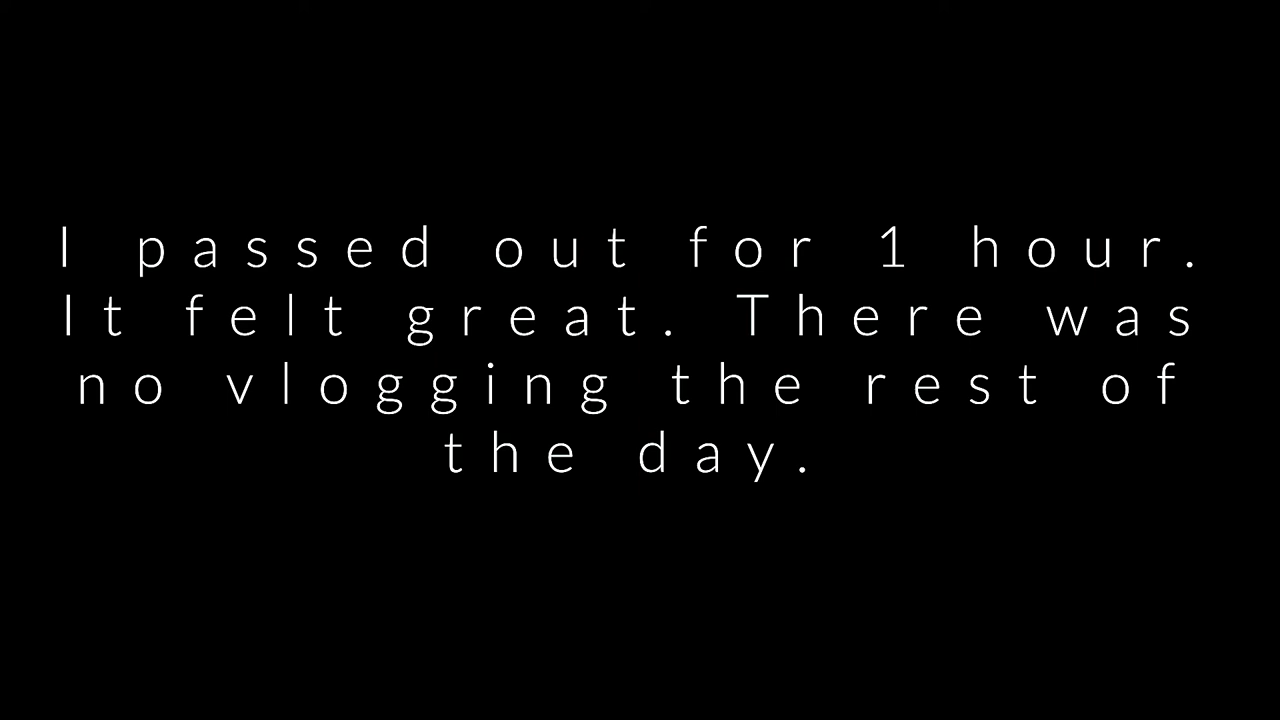 I passed out for 1 hour.
It felt great. There was
no vlogging the rest of
the day.